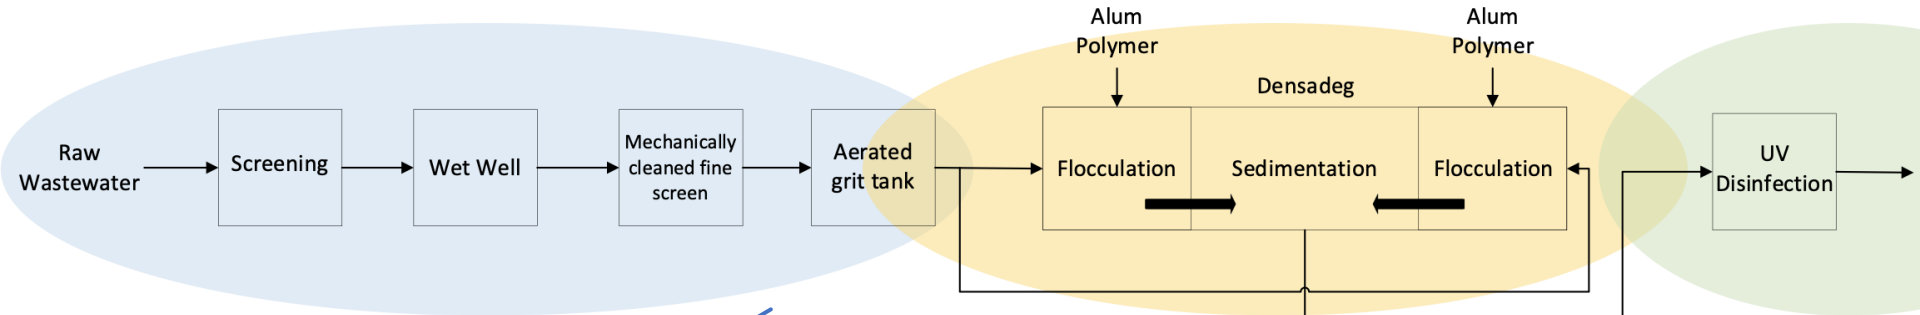 Raw
Wastewater
Screening
Wet Well
Mechanically
cleaned fine
screen
Aerated
grit tank
Alum
Polymer
Flocculation
Densadeg
Sedimentation
Alum
Polymer
Flocculation
UV
Disinfection